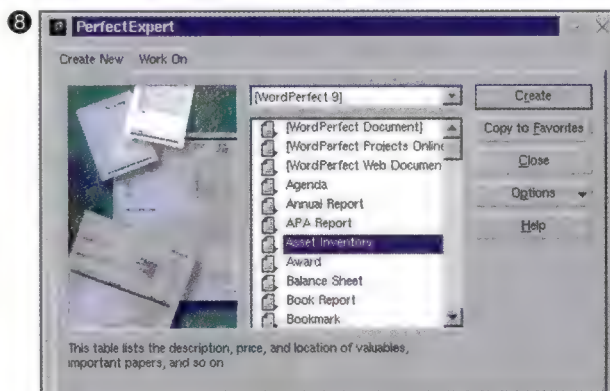 8
PerfectExpert
Create New Work On
[WordPerfect 9]
[WordPerfect Document]
[WordPerfect Projects Online
[WordPerfect Web Documen
Agenda
Annual Report
APA Report
Asset Inventory
Award
Balance Sheet
Book Report
Bookmark
Create
Copy to Favorites
Close
Options
Help
This table lists the description, price, and location of valuables,
important papers, and so on